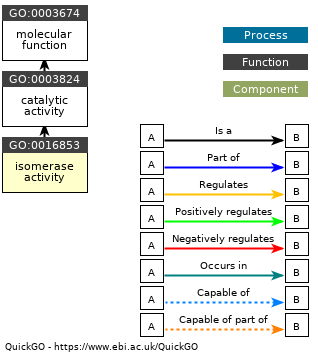 GO:0003674
molecular
function
GO:0003824
catalytic
activity
GO:0016853
isomerase
activity
Process
Function
Component
A Is a B
A Part of B
A Regulates B
A Positively regulates B
A Negatively regulates B
A Occurs in B
A Capable of B
A Capable of part of B
QuickGO - https://www.ebi.ac.uk/QuickGO